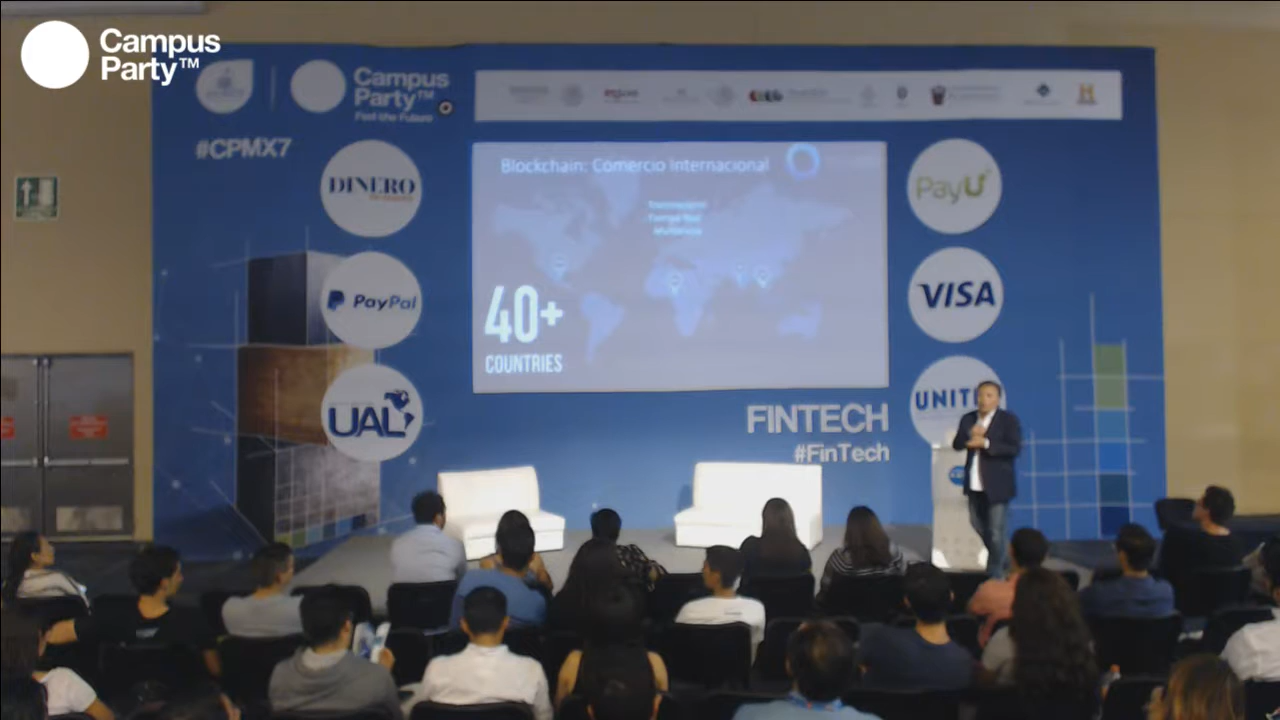 Campus
Party™
Campus
Party™
Feel the Future
#CPMX7
Blockchain: Comercio Internacional
40+
COUNTRIES
DINERO
PayPal
UAL
PayU
VISA
UNIT
FINTECH
#FinTech